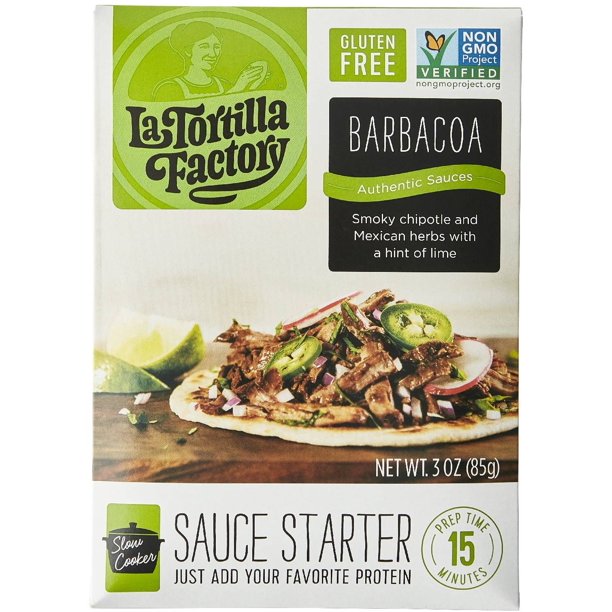 La Tortilla
Factory
GLUTEN
FREE
NON
GMO
Project
VERIFIED
nongmoproject.org
BARBACOA
Authentic Sauces
Smoky chipotle and
Mexican herbs with
a hint of lime
NET WT. 3 OZ (85g)
Slow
Cooker
SAUCE STARTER
JUST ADD YOUR FAVORITE PROTEIN
PREP TIME
15
MINUTES